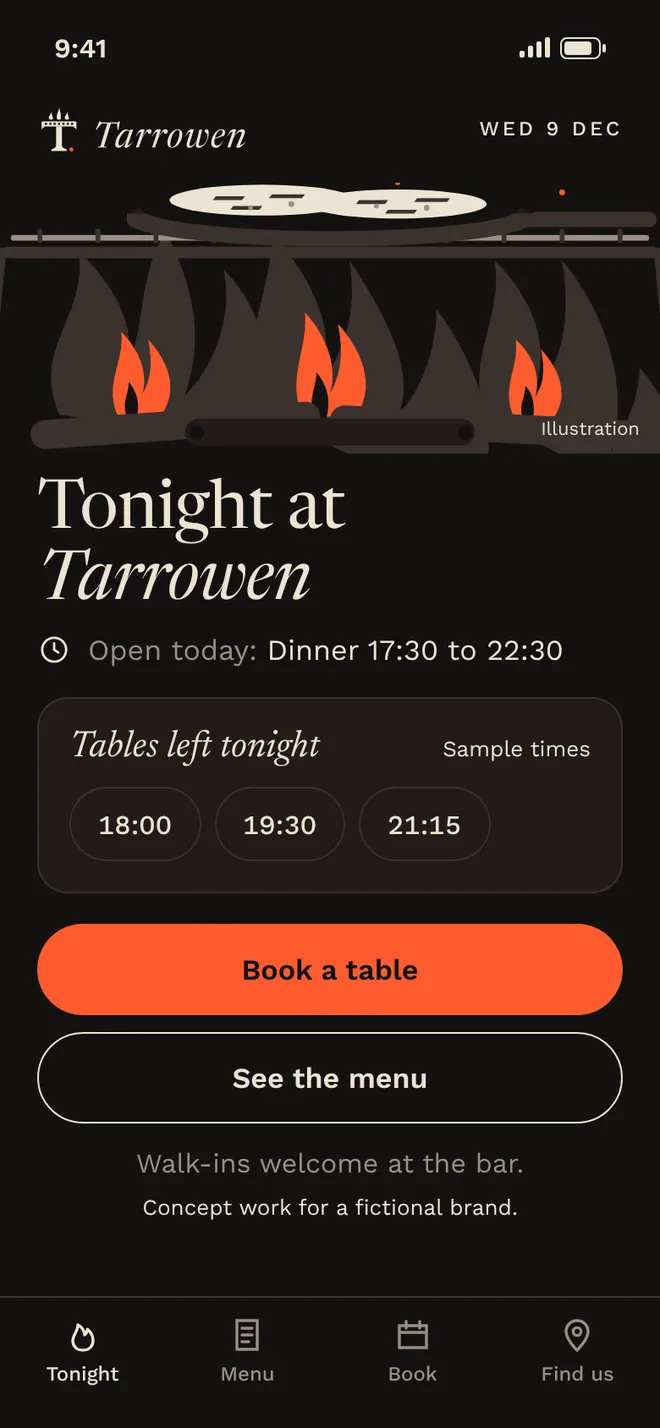 9:41
Tarrowen
WED 9 DEC
Illustration
Tonight at
Tarrowen
Open today: Dinner 17:30 to 22:30
Tables left tonight
Sample times
18:00
19:30
21:15
Book a table
See the menu
Walk-ins welcome at the bar.
Concept work for a fictional brand.
Tonight
Menu
Book
Find us